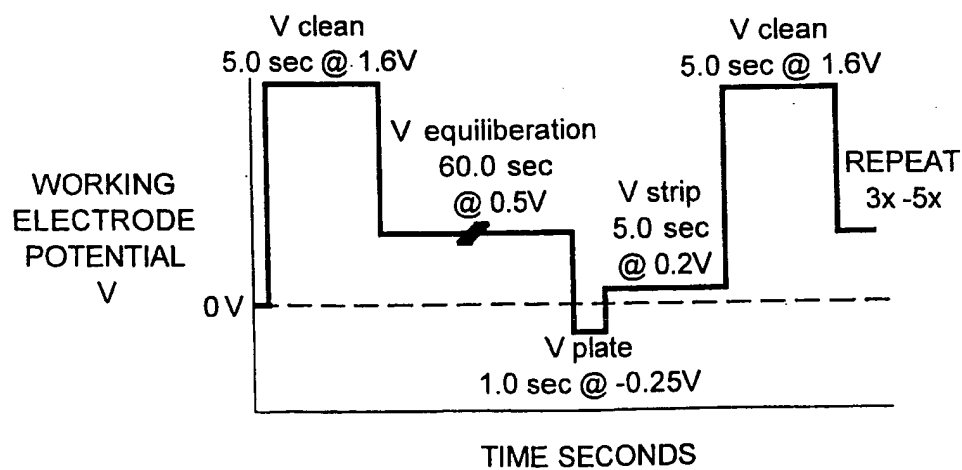 V clean
5.0 sec @ 1.6V
V clean
5.0 sec @ 1.6V
V equiliberation
60.0 sec
@ 0.5V
V strip
5.0 sec
@ 0.2V
REPEAT
3x -5x
WORKING
ELECTRODE
POTENTIAL
V
0 V
V plate
1.0 sec @ -0.25V
TIME SECONDS